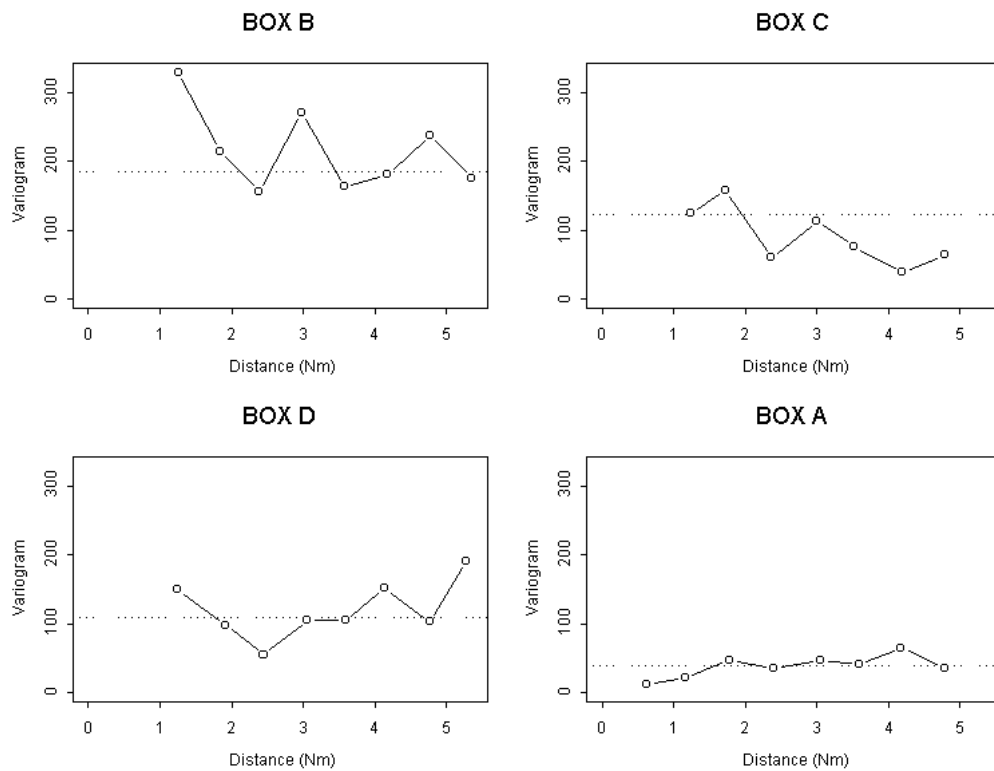 BOX B
Variogram
300
200
100
0
0 1 2 3 4 5
Distance (Nm)
BOX C
Variogram
300
200
100
0
0 1 2 3 4 5
Distance (Nm)
BOX D
Variogram
300
200
100
0
0 1 2 3 4 5
Distance (Nm)
BOX A
Variogram
300
200
100
0
0 1 2 3 4 5
Distance (Nm)